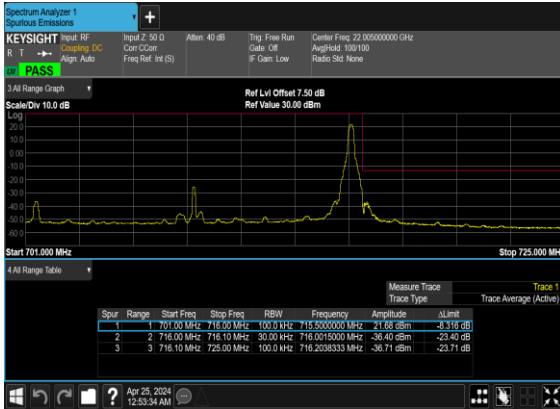 Spectrum Analyzer 1
Spurious Emissions
+
KEYSIGHT Input: RF Input Z: 50 Ω Atten: 40 dB Trig: Free Run Center Freq: 22.005000000 GHz
R T Coupling: DC Corr CCorr Gate: Off Avg|Hold: 100/100
Align: Auto Freq Ref: Int (S) IF Gain: Low Radio Std: None
PASS
3 All Range Graph
Ref Lvl Offset 7.50 dB
Scale/Div 10.0 dB Ref Value 30.00 dBm
Log
20.0
10.0
0.00
-10.0
-20.0
-30.0
-40.0
-50.0
-60.0
Start 701.000 MHz Stop 725.000 MH
4 All Range Table
Measure Trace Trace 1
Trace Type Trace Average (Active)
Spur Range Start Freq Stop Freq RBW Frequency Amplitude ΔLimit
1 1 701.00 MHz 716.00 MHz 100.0 kHz 715.5000000 MHz 21.68 dBm -8.316 dB
2 2 716.00 MHz 716.10 MHz 30.00 kHz 716.0015000 MHz -36.40 dBm -23.40 dB
3 3 716.10 MHz 725.00 MHz 100.0 kHz 716.2038333 MHz -36.71 dBm -23.71 dB
? Apr 25, 2024
12:53:34 AM